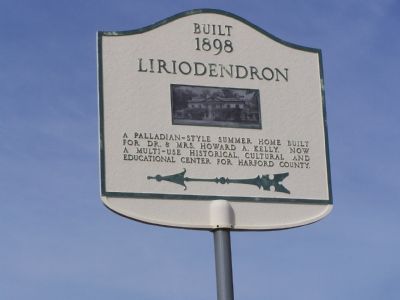 BUILT
1898
LIRIODENDRON
A PALLADIAN-STYLE SUMMER HOME BUILT
FOR DR. & MRS. HOWARD A. KELLY. NOW
A MULTI-USE HISTORICAL, CULTURAL AND
EDUCATIONAL CENTER FOR HARFORD COUNTY.